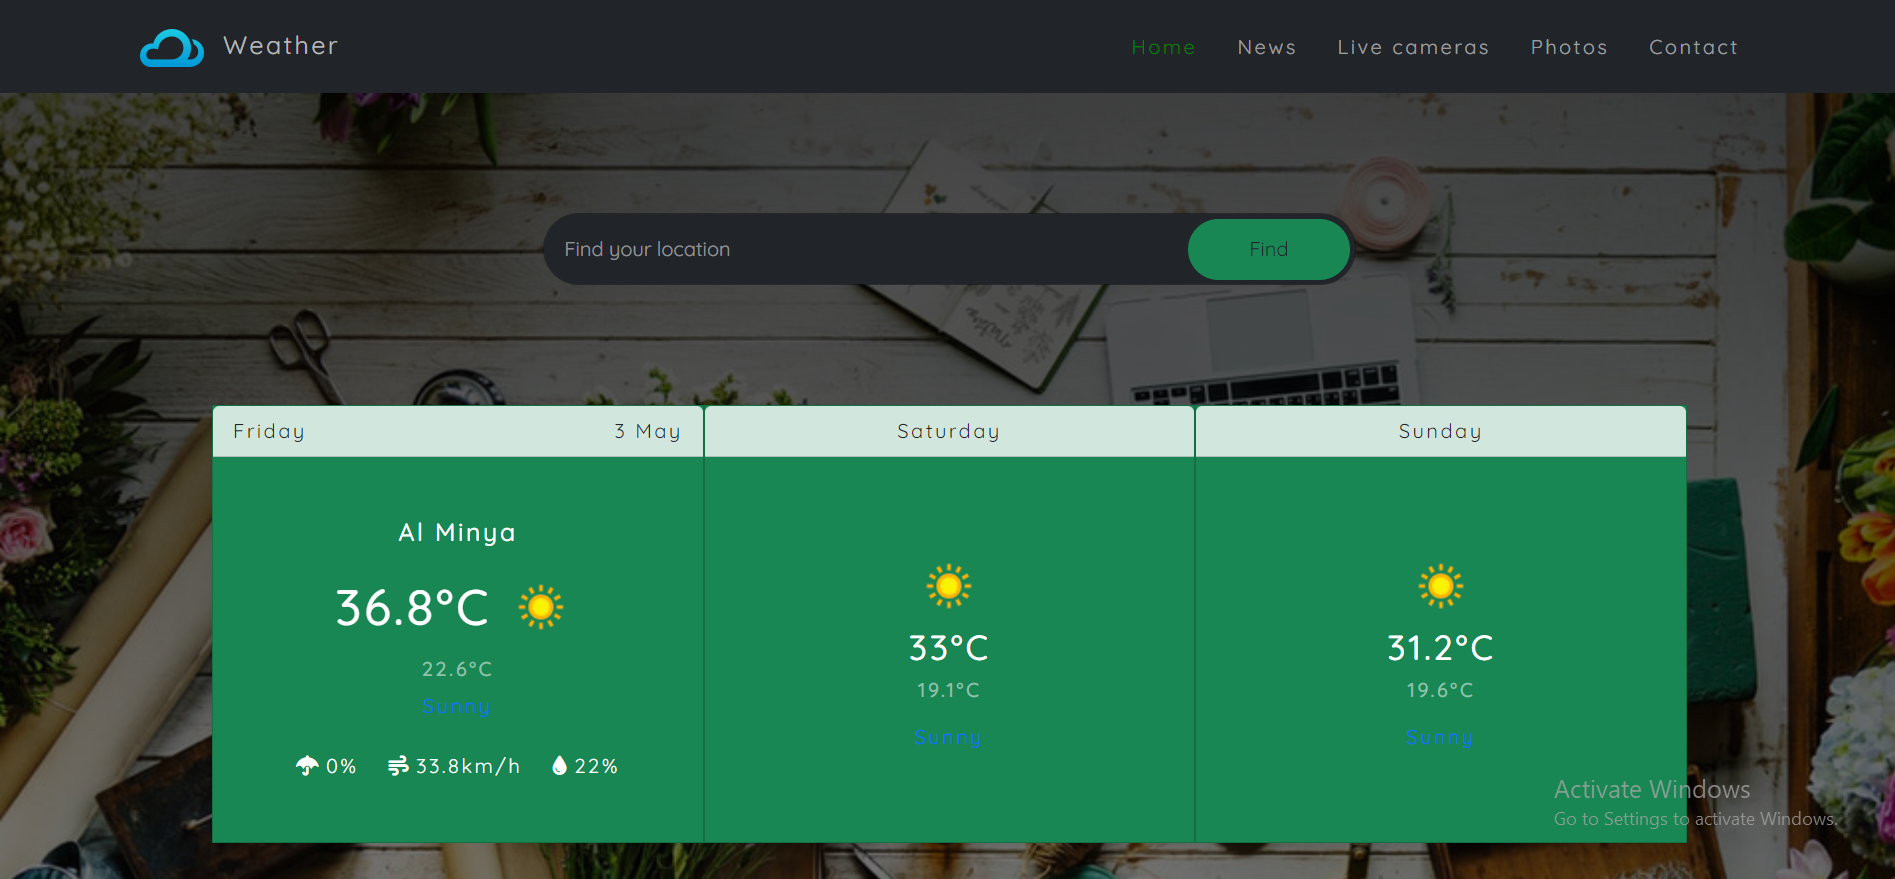 Weather
Home News Live cameras Photos Contact
Find your location
Find
Friday 3 May
Al Minya
36.8°C
22.6°C
Sunny
0% 33.8km/h 22%
Saturday
33°C
19.1°C
Sunny
Sunday
31.2°C
19.6°C
Sunny
Activate Windows
Go to Settings to activate Windows.